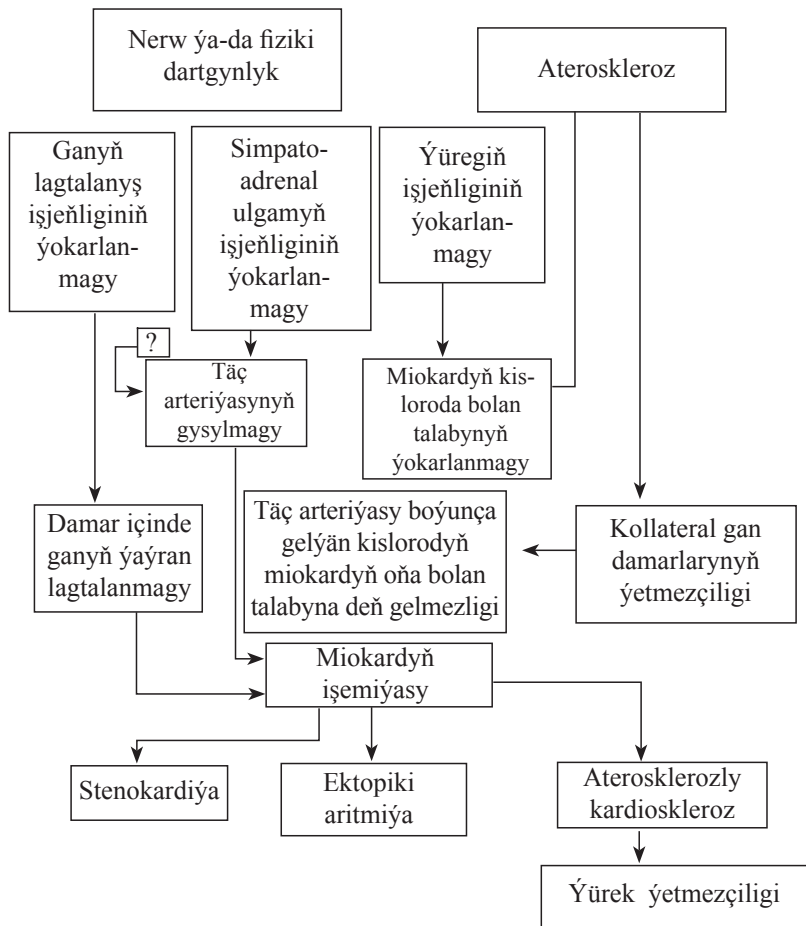 Nerw ýa-da fiziki
dartgynlyk
Ateroskleroz
Ganyň
lagtalanyş
işjeňliginiň
ýokarlan-
magy
Simpato-
adrenal
ulgamyň
işjeňliginiň
ýokarlan-
magy
Ýüregiň
işjeňliginiň
ýokarlan-
magy
?
Täç
arteriýasynyň
gysylmagy
Miokardyň kis-
loroda bolan
talabynyň
ýokarlanmagy
Damar içinde
ganyň ýaýran
lagtalanmagy
Täç arteriýasy boýunça
gelýän kislorodyň
miokardyň oňa bolan
talabyna deň gelmezligi
Kollateral gan
damarlarynyň
ýetmezçiligi
Miokardyň
işemiýasy
Stenokardiýa
Ektopiki
aritmiýa
Aterosklerozly
kardioskleroz
Ýürek ýetmezçiligi